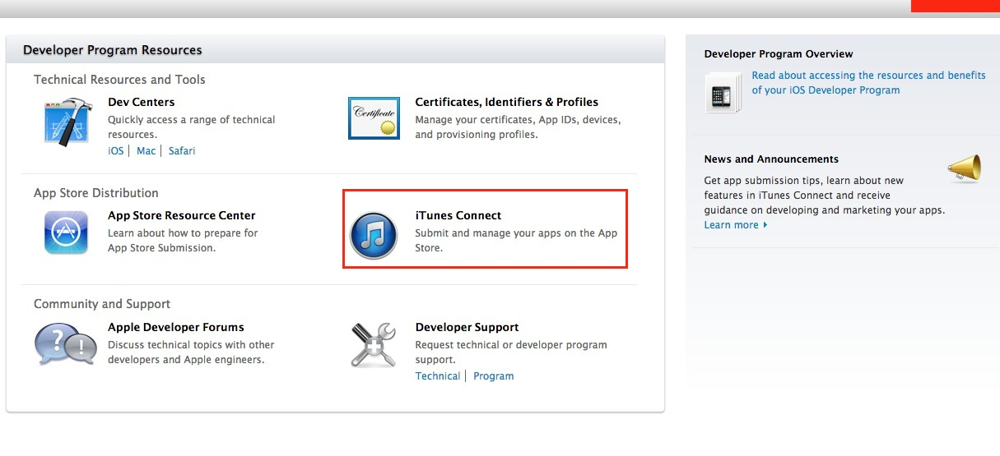 Developer Program Resources
Technical Resources and Tools
Dev Centers
Quickly access a range of technical
resources.
iOS | Mac | Safari
Certificate
Certificates, Identifiers & Profiles
Manage your certificates, App IDs, devices,
and provisioning profiles.
App Store Distribution
App Store Resource Center
Learn about how to prepare for
App Store Submission.
iTunes Connect
Submit and manage your apps on the App
Store.
Community and Support
Apple Developer Forums
Discuss technical topics with other
developers and Apple engineers.
Developer Support
Request technical or developer program
support.
Technical | Program
Developer Program Overview
Read about accessing the resources and benefits
of your iOS Developer Program
News and Announcements
Get app submission tips, learn about new
features in iTunes Connect and receive
guidance on developing and marketing your apps.
Learn more